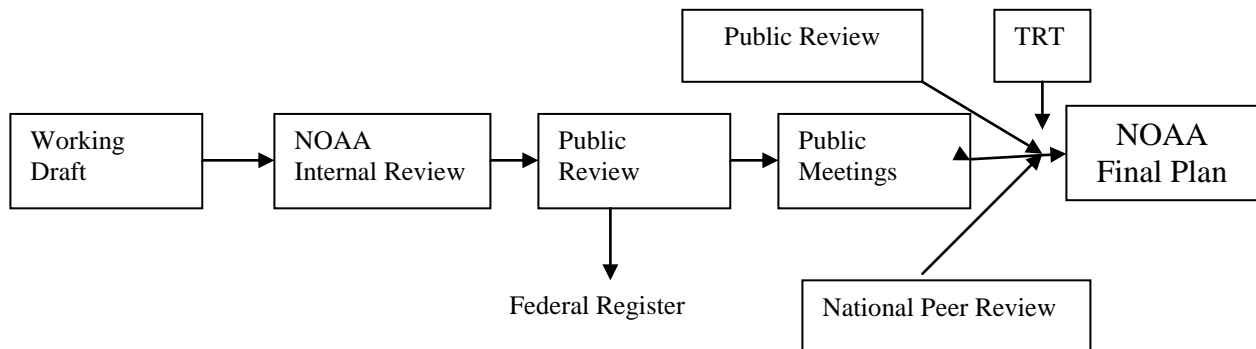 Public Review
TRT
Working
Draft
NOAA
Internal Review
Public
Review
Public
Meetings
NOAA
Final Plan
Federal Register
National Peer Review